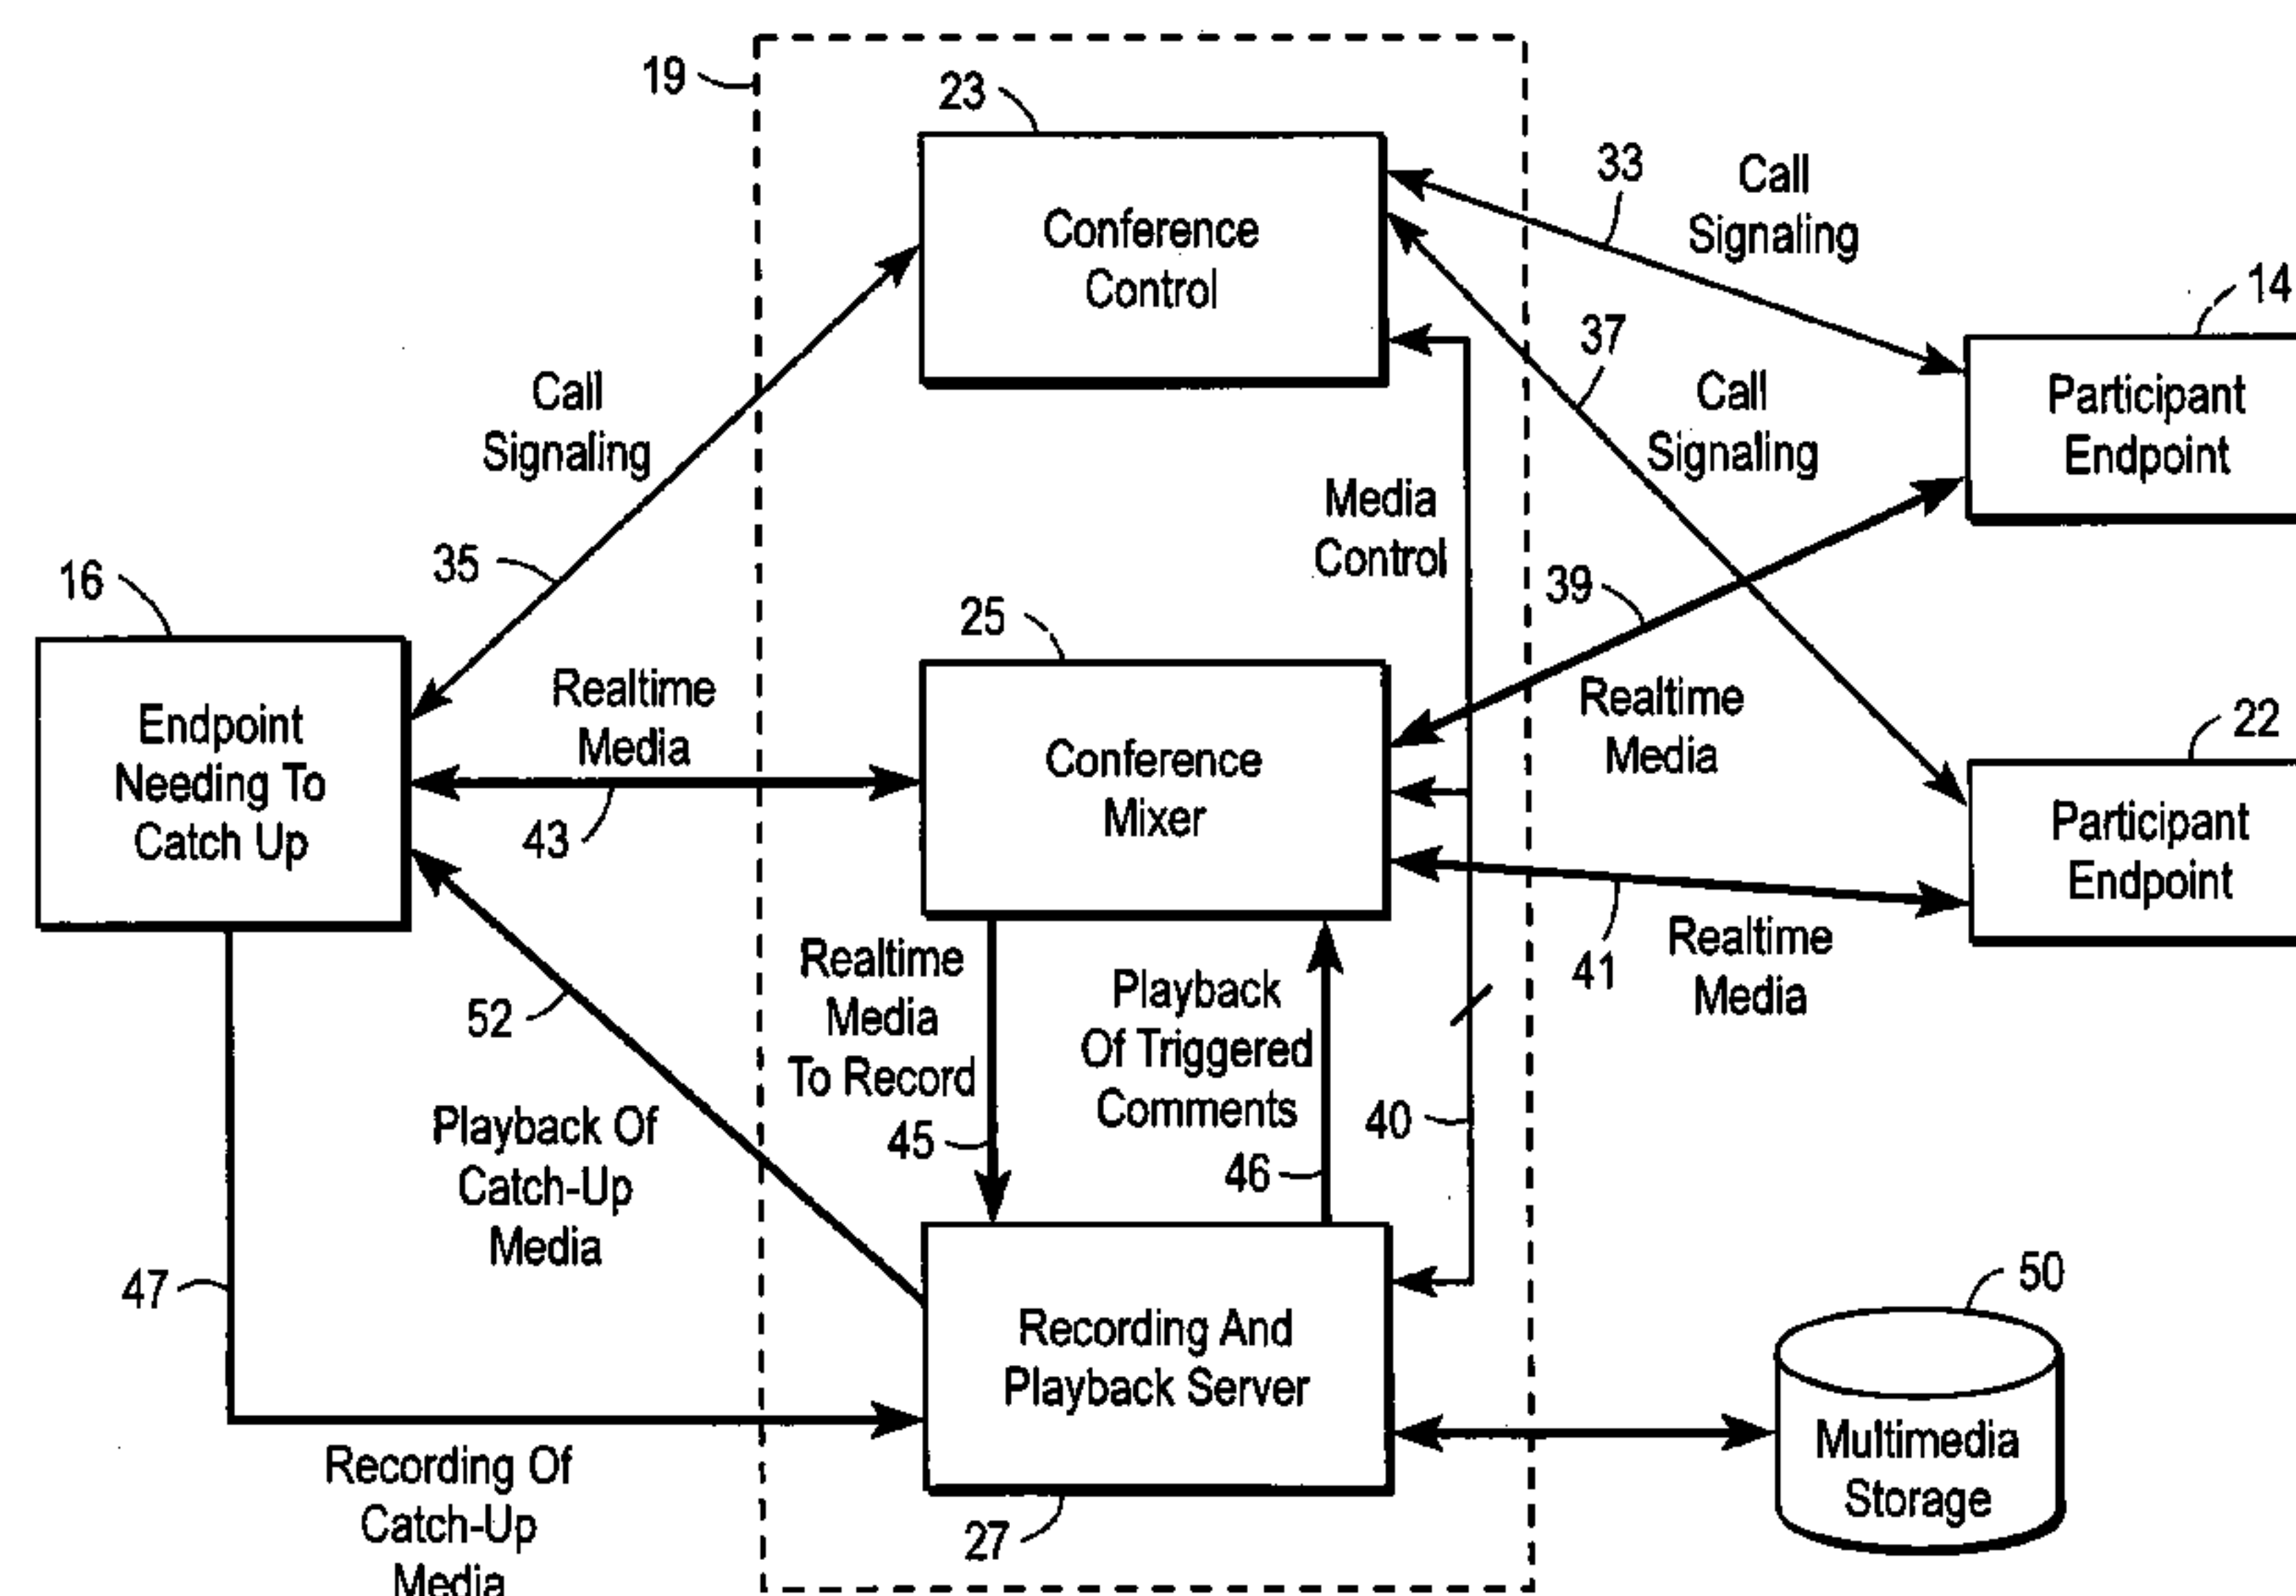 19
23
Conference
Control
33
Call
Signaling
14
Participant
Endpoint
37
Call
Signaling
Call
Signaling
35
Media
Control
16
Endpoint
Needing To
Catch Up
Realtime
Media
43
25
Conference
Mixer
39
Realtime
Media
22
Participant
Endpoint
41
Realtime
Media
52
Realtime
Media
To Record
45
Playback
Of Triggered
Comments
46
40
Playback Of
Catch-Up
Media
47
Recording And
Playback Server
27
50
Multimedia
Storage
Recording Of
Catch-Up
Media